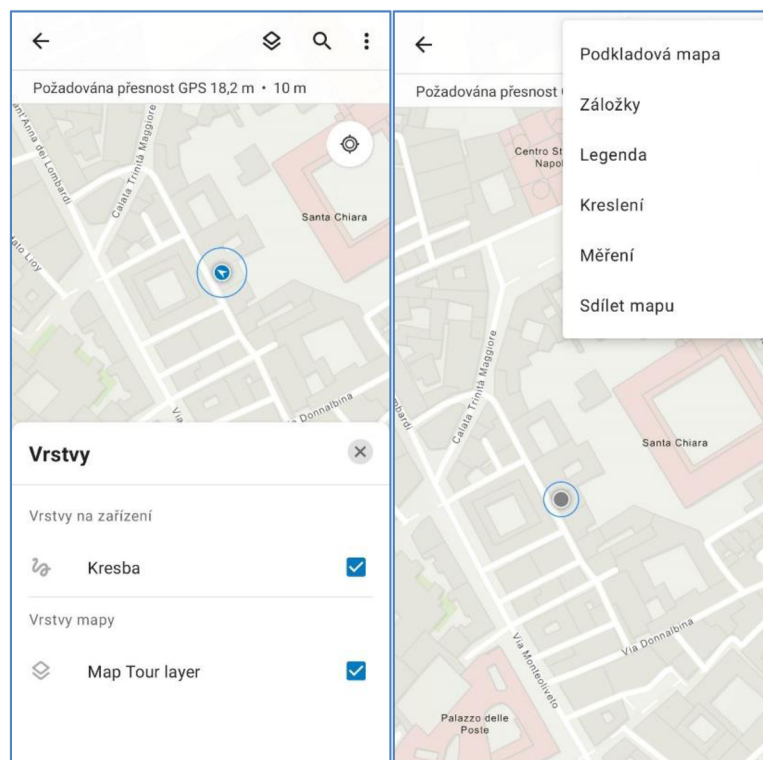 Požadována přesnost GPS 18,2 m • 10 m
ant'Anna dei Lombardi
Calata Trinità Maggiore
Santa Chiara
Via
Donnalbina
Vrstvy
Vrstvy na zařízení
Kresba
Vrstvy mapy
Map Tour layer
Požadována přesnost
Podkladová mapa
Záložky
Legenda
Kreslení
Měření
Sdílet mapu
Centro St
Napol
Calata Trinità Maggiore
bardi
Santa Chiara
Via Donnalbina
Via Monteoliveto
Palazzo delle
Poste